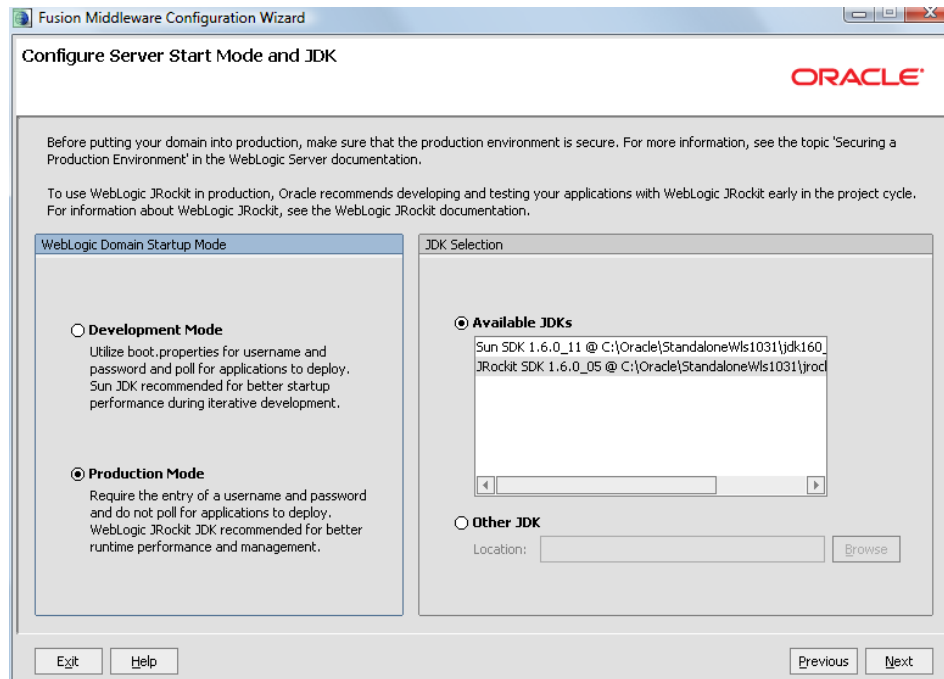 Fusion Middleware Configuration Wizard
Configure Server Start Mode and JDK
ORACLE
Before putting your domain into production, make sure that the production environment is secure. For more information, see the topic 'Securing a
Production Environment' in the WebLogic Server documentation.
To use WebLogic JRockit in production, Oracle recommends developing and testing your applications with WebLogic JRockit early in the project cycle.
For information about WebLogic JRockit, see the WebLogic JRockit documentation.
WebLogic Domain Startup Mode
Development Mode
Utilize boot.properties for username and
password and poll for applications to deploy.
Sun JDK recommended for better startup
performance during iterative development.
Production Mode
Require the entry of a username and password
and do not poll for applications to deploy.
WebLogic JRockit JDK recommended for better
runtime performance and management.
JDK Selection
Available JDKs
Sun SDK 1.6.0_11 @ C:\Oracle\StandaloneWls1031\jdk160_
JRockit SDK 1.6.0_05 @ C:\Oracle\StandaloneWls1031\jroc
Other JDK
Location:
Browse
Exit
Help
Previous
Next